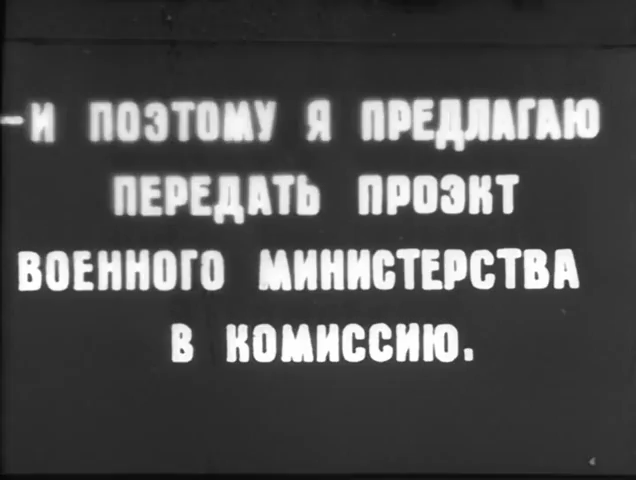 -И ПОЭТОМУ Я ПРЕДЛАГАЮ
ПЕРЕДАТЬ ПРОЭКТ
ВОЕННОГО МИНИСТЕРСТВА
В КОМИССИЮ.